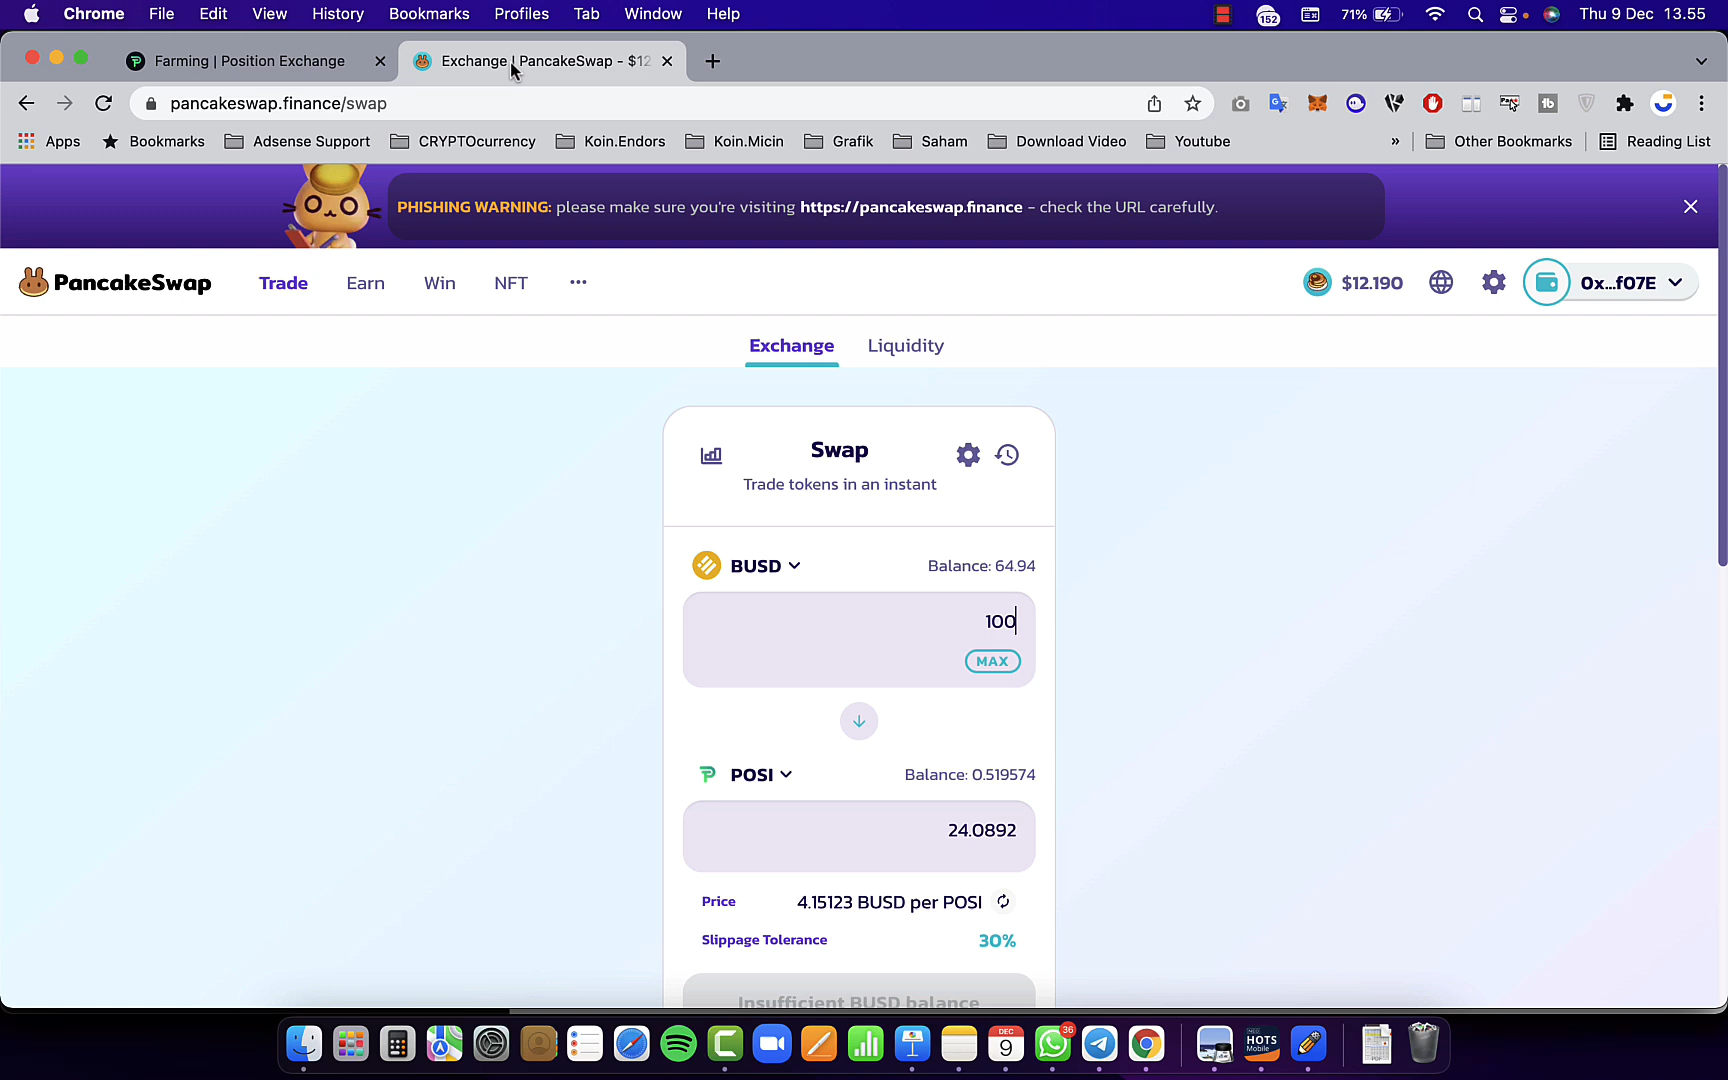 Chrome File Edit View History Bookmarks Profiles Tab Window Help 152 71% Thu 9 Dec 13.55
Farming | Position Exchange Exchange | PancakeSwap - $12
pancakeswap.finance/swap
Apps Bookmarks Adsense Support CRYPTOcurrency Koin.Endors Koin.Micin Grafik Saham Download Video Youtube » Other Bookmarks Reading List
PHISHING WARNING: please make sure you're visiting https://pancakeswap.finance - check the URL carefully.
PancakeSwap Trade Earn Win NFT ··· $12.190 0x...f07E
Exchange Liquidity
Swap
Trade tokens in an instant
BUSD Balance: 64.94
100
MAX
POSI Balance: 0.519574
24.0892
Price 4.15123 BUSD per POSI
Slippage Tolerance 30%
Insufficient BUSD balance
DEC 36
9 HOTS
Mobile